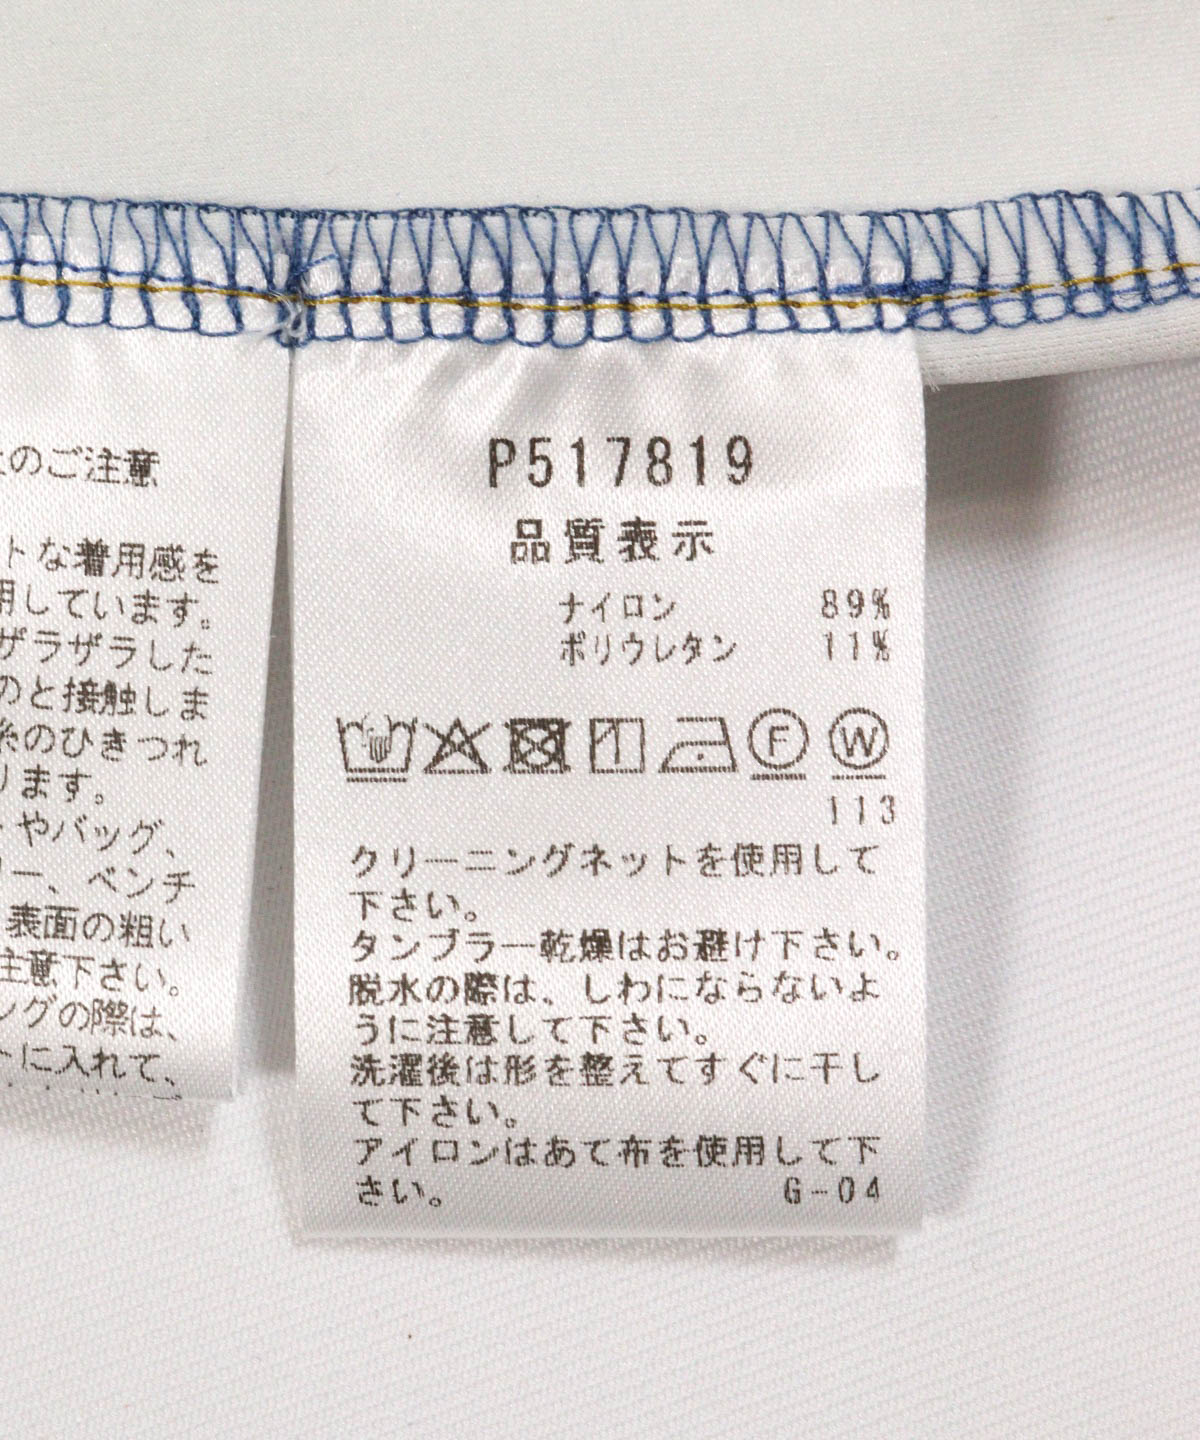 上のご注意
トな着用感を
用しています。
ザラザラした
のと接触しま
糸のひきつれ
ります。
トやバッグ、
リー、ベンチ
表面の粗い
注意下さい。
ングの際は、
トに入れて、
P517819
品質表示
ナイロン 89%
ポリウレタン 11%
F W
113
クリーニングネットを使用して
下さい。
タンブラー乾燥はお避け下さい。
脱水の際は、しわにならないよ
うに注意して下さい。
洗濯後は形を整えてすぐに干し
て下さい。
アイロンはあて布を使用して下
さい。 G-04